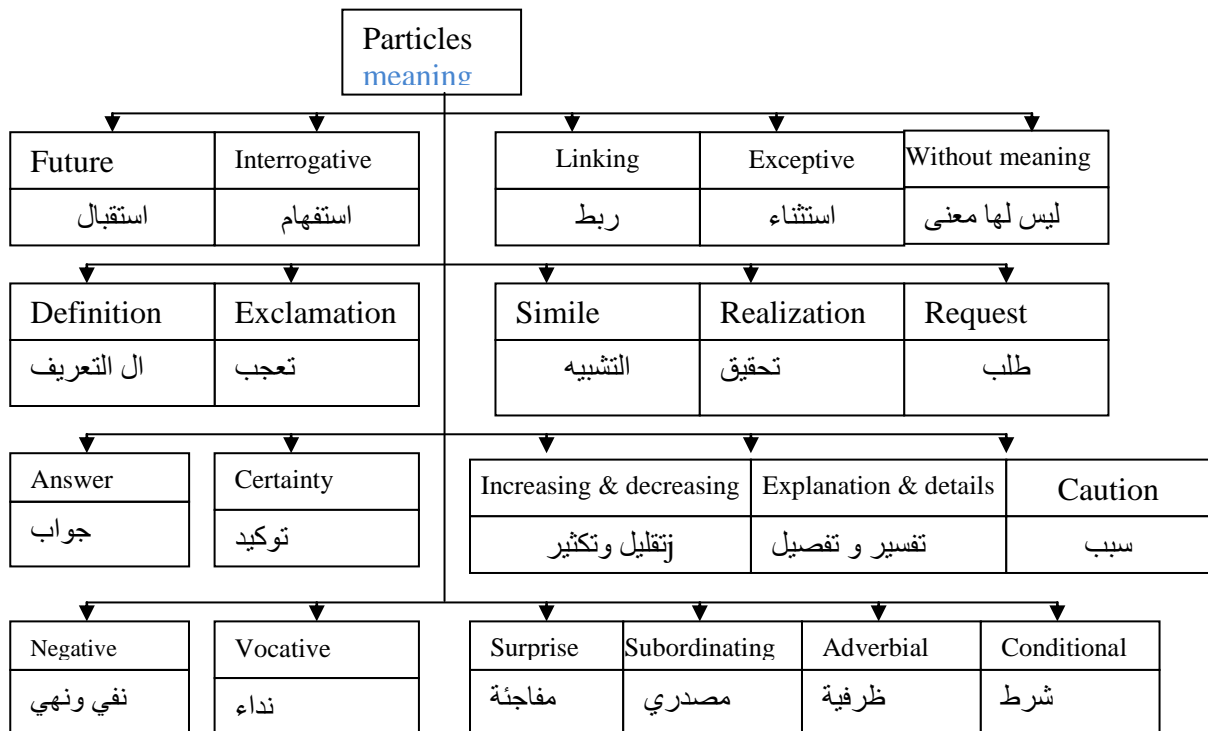 Particles
meaning
Future Interrogative Linking Exceptive Without meaning
استقبال استفهام ربط استثناء ليس لها معنى
Definition Exclamation Simile Realization Request
ال التعريف تعجب التشبيه تحقيق طلب
Answer Certainty Increasing & decreasing Explanation & details Caution
جواب توكيد jتقليل وتكثير تفسير و تفصيل سبب
Negative Vocative Surprise Subordinating Adverbial Conditional
نفي ونهي نداء مفاجئة مصدري ظرفية شرط